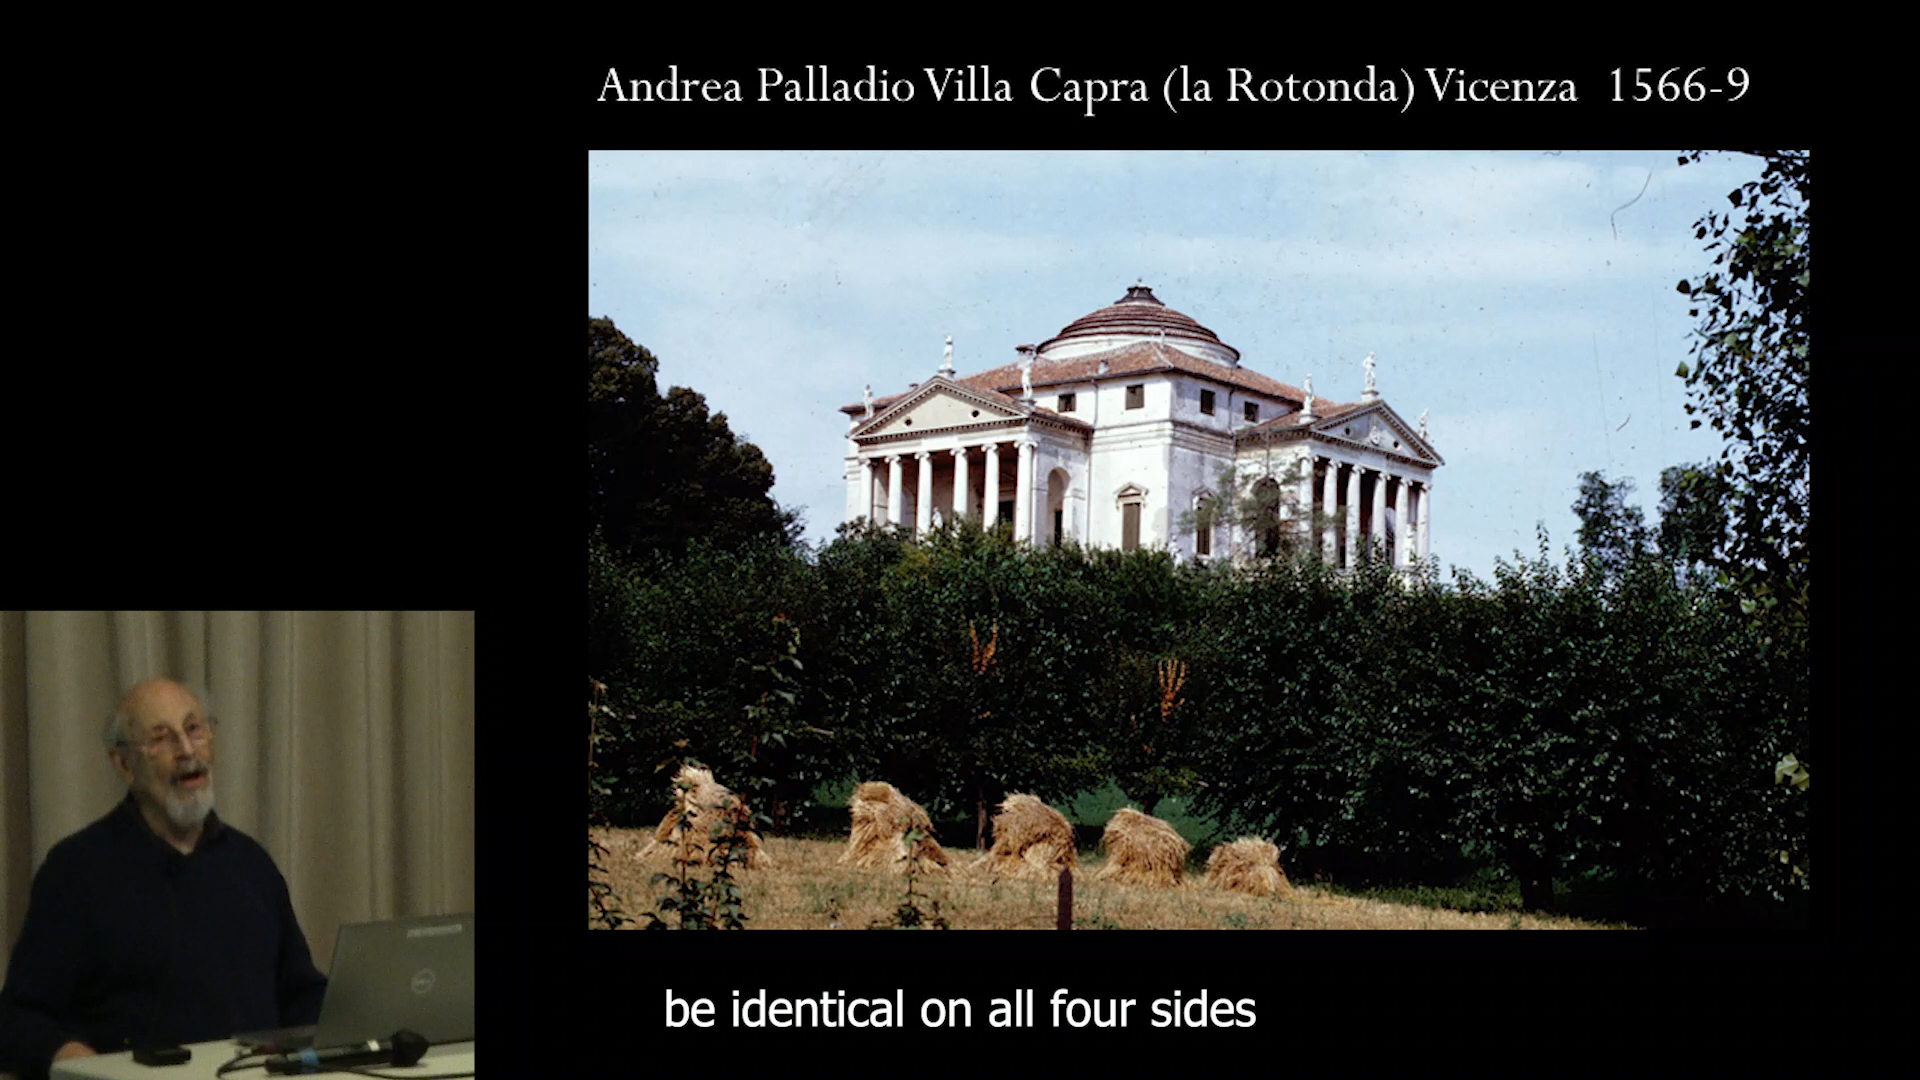 Andrea Palladio Villa Capra (la Rotonda) Vicenza 1566-9
be identical on all four sides